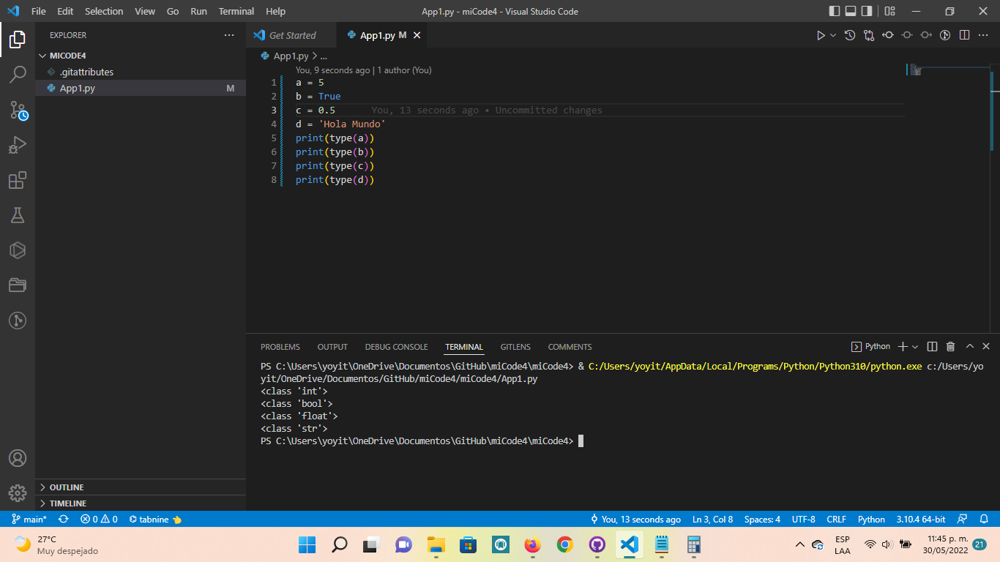 File Edit Selection View Go Run Terminal Help App1.py - miCode4 - Visual Studio Code
EXPLORER
MICODE4
.gitattributes
App1.py M
OUTLINE
TIMELINE
Get Started App1.py M
App1.py > ...
You, 9 seconds ago | 1 author (You)
1 a = 5
2 b = True
3 c = 0.5 You, 13 seconds ago • Uncommitted changes
4 d = 'Hola Mundo'
5 print(type(a))
6 print(type(b))
7 print(type(c))
8 print(type(d))
PROBLEMS OUTPUT DEBUG CONSOLE TERMINAL GITLENS COMMENTS Python
PS C:\Users\yoyit\OneDrive\Documentos\GitHub\miCode4\miCode4> & C:/Users/yoyit/AppData/Local/Programs/Python/Python310/python.exe c:/Users/yo
yit/OneDrive/Documentos/GitHub/miCode4/miCode4/App1.py
<class 'int'>
<class 'bool'>
<class 'float'>
<class 'str'>
PS C:\Users\yoyit\OneDrive\Documentos\GitHub\miCode4\miCode4>
main* 0 0 tabnine You, 13 seconds ago Ln 3, Col 8 Spaces: 4 UTF-8 CRLF Python 3.10.4 64-bit
27°C
Muy despejado
ESP
LAA
11:45 p. m.
30/05/2022
21